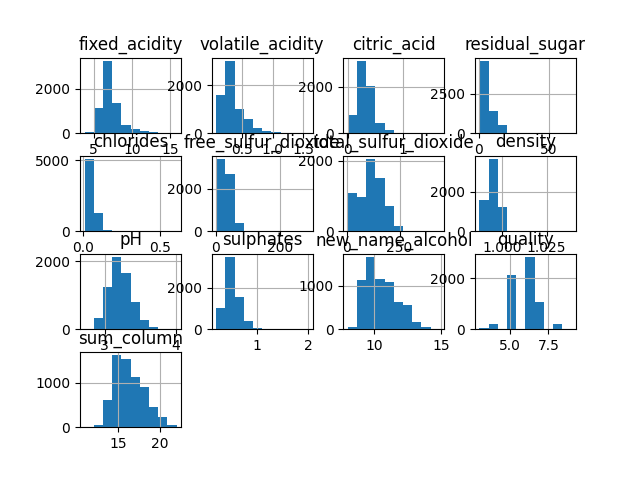 fixed_acidity volatile_acidity citric_acid residual_sugar
2000 2000 2000 2500
0 0 0 0
5 10 15 0.5 1.0 1.5 0 1 0 50
chlorides free_sulfur_dioxide total_sulfur_dioxide density
5000 2000 2000 2500
0 0 0 0
0.0 0.5 0 200 0 250 1.000 1.025
pH sulphates new_name_alcohol quality
2000 2500 1000 2000
0 0 0 0
3 4 1 2 10 15 5.0 7.5
sum_column
1000
0
15 20